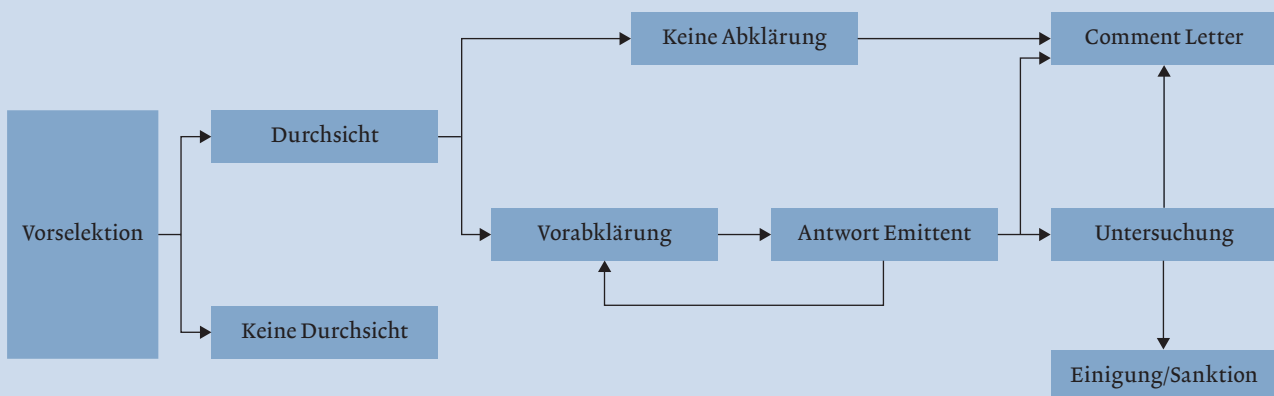 Keine Abklärung
Comment Letter
Durchsicht
Vorselektion
Vorabklärung
Antwort Emittent
Untersuchung
Keine Durchsicht
Einigung/Sanktion